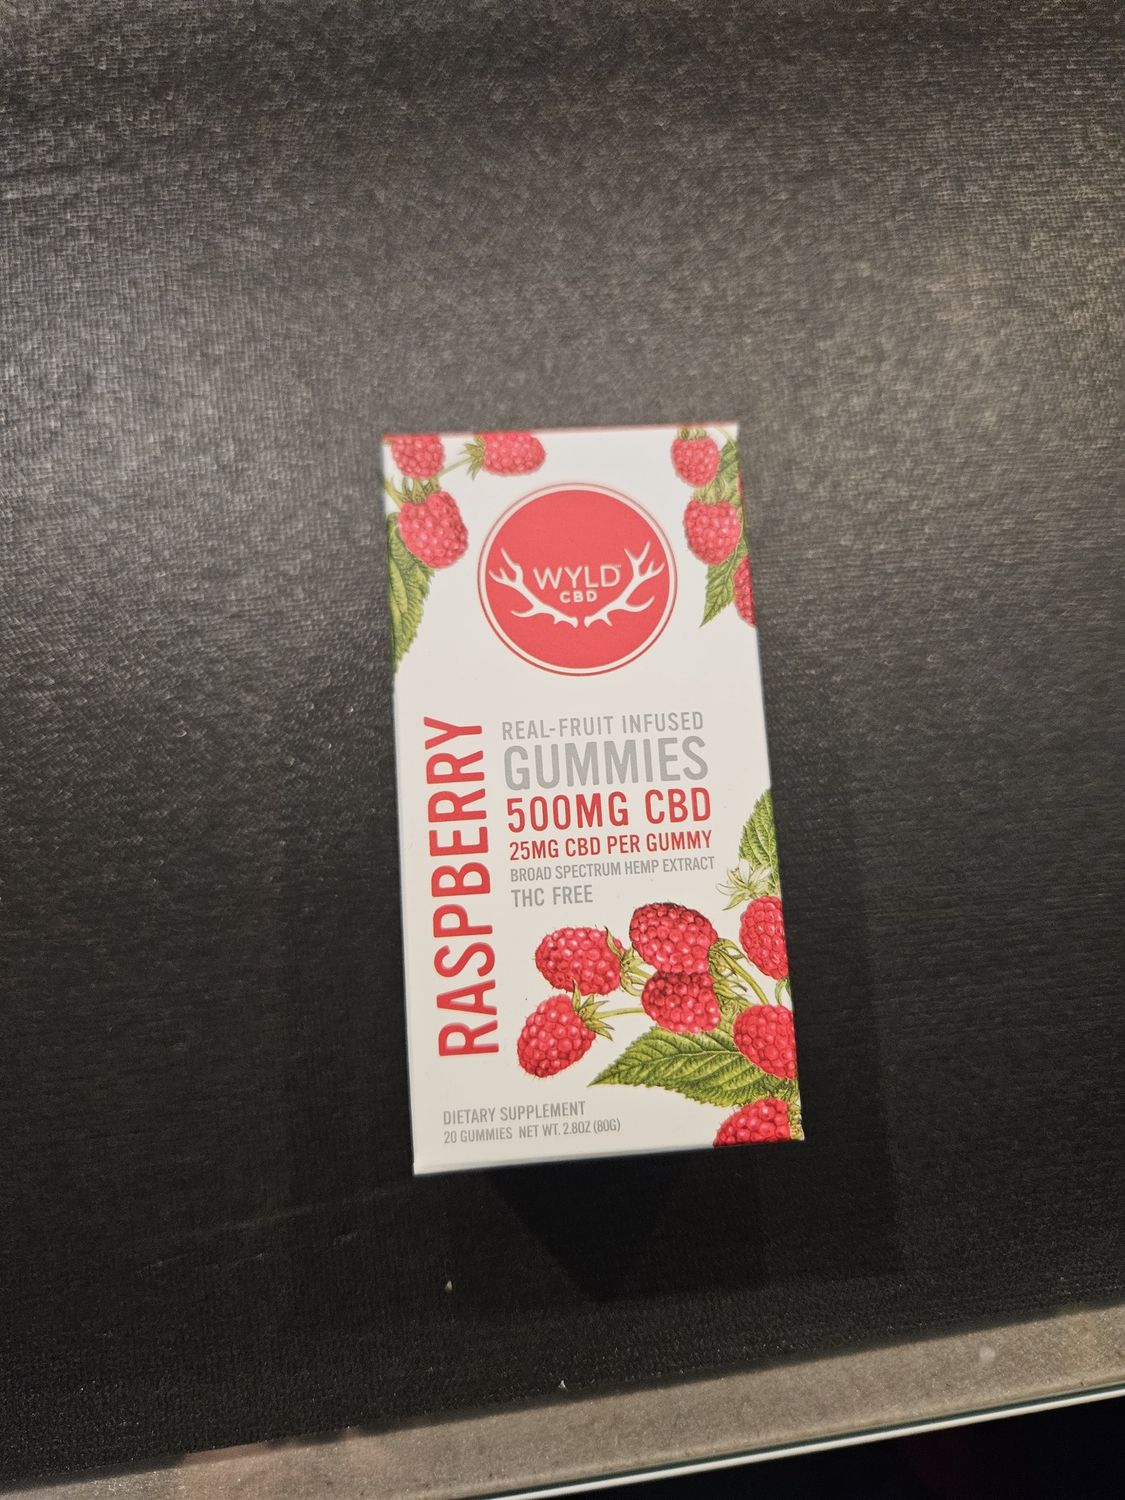 WYLD™
CBD
RASPBERRY
REAL-FRUIT INFUSED
GUMMIES
500MG CBD
25MG CBD PER GUMMY
BROAD SPECTRUM HEMP EXTRACT
THC FREE
DIETARY SUPPLEMENT
20 GUMMIES NET WT. 2.8OZ (80G)